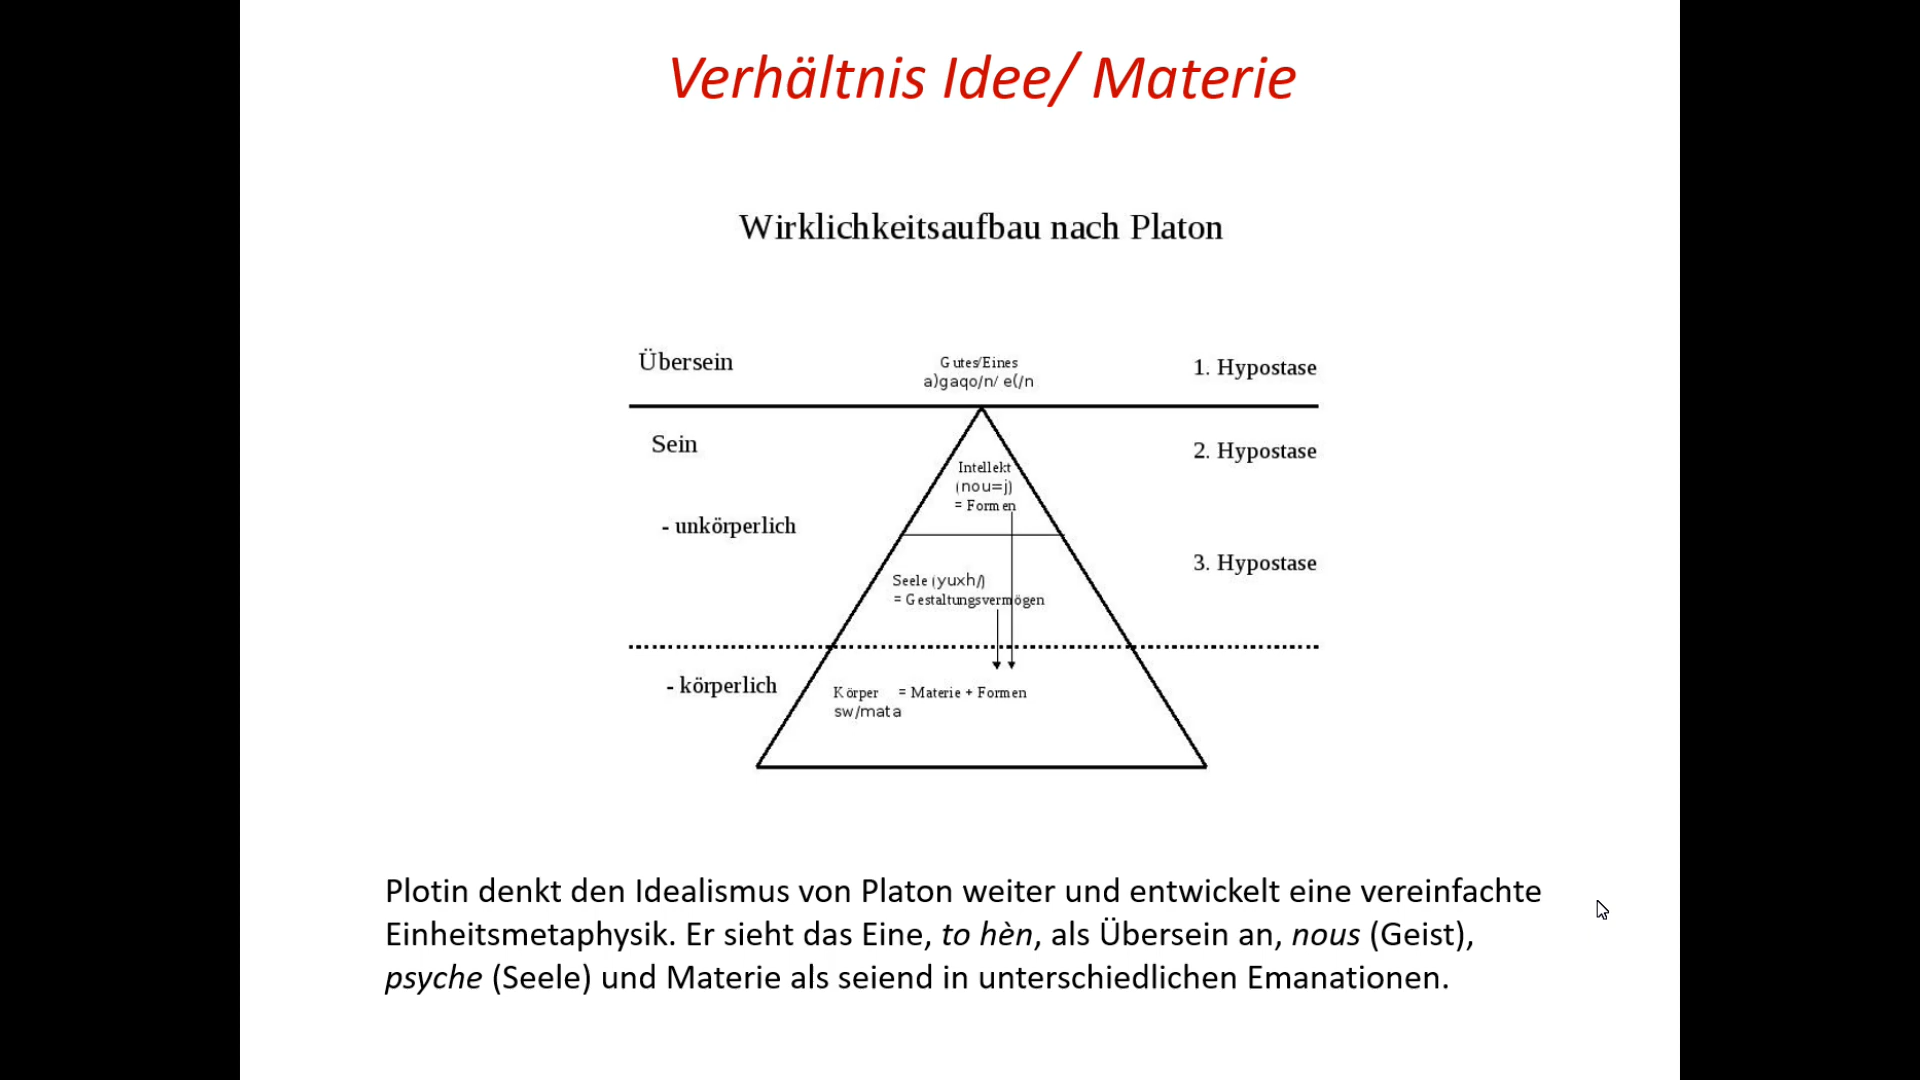 Verhältnis Idee/ Materie
Wirklichkeitsaufbau nach Platon
Übersein
Gutes/Eines
a)gaqo/n/ e(/n
1. Hypostase
Sein
2. Hypostase
Intellekt
(nou=j)
= Formen
- unkörperlich
3. Hypostase
Seele (yuxh/)
= Gestaltungsvermögen
- körperlich
Körper = Materie + Formen
sw/mata
Plotin denkt den Idealismus von Platon weiter und entwickelt eine vereinfachte
Einheitsmetaphysik. Er sieht das Eine, to hèn, als Übersein an, nous (Geist),
psyche (Seele) und Materie als seiend in unterschiedlichen Emanationen.